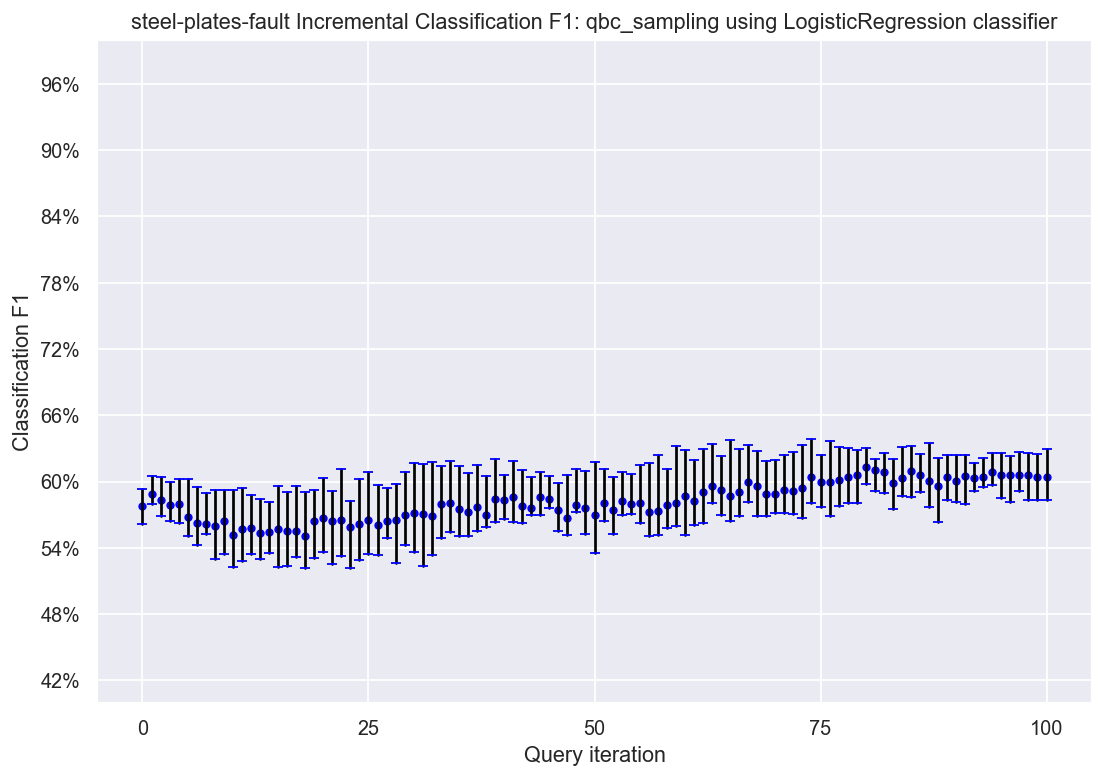 steel-plates-fault Incremental Classification F1: qbc_sampling using LogisticRegression classifier
96%
90%
84%
78%
72%
66%
60%
54%
48%
42%
Classification F1
0 25 50 75 100
Query iteration